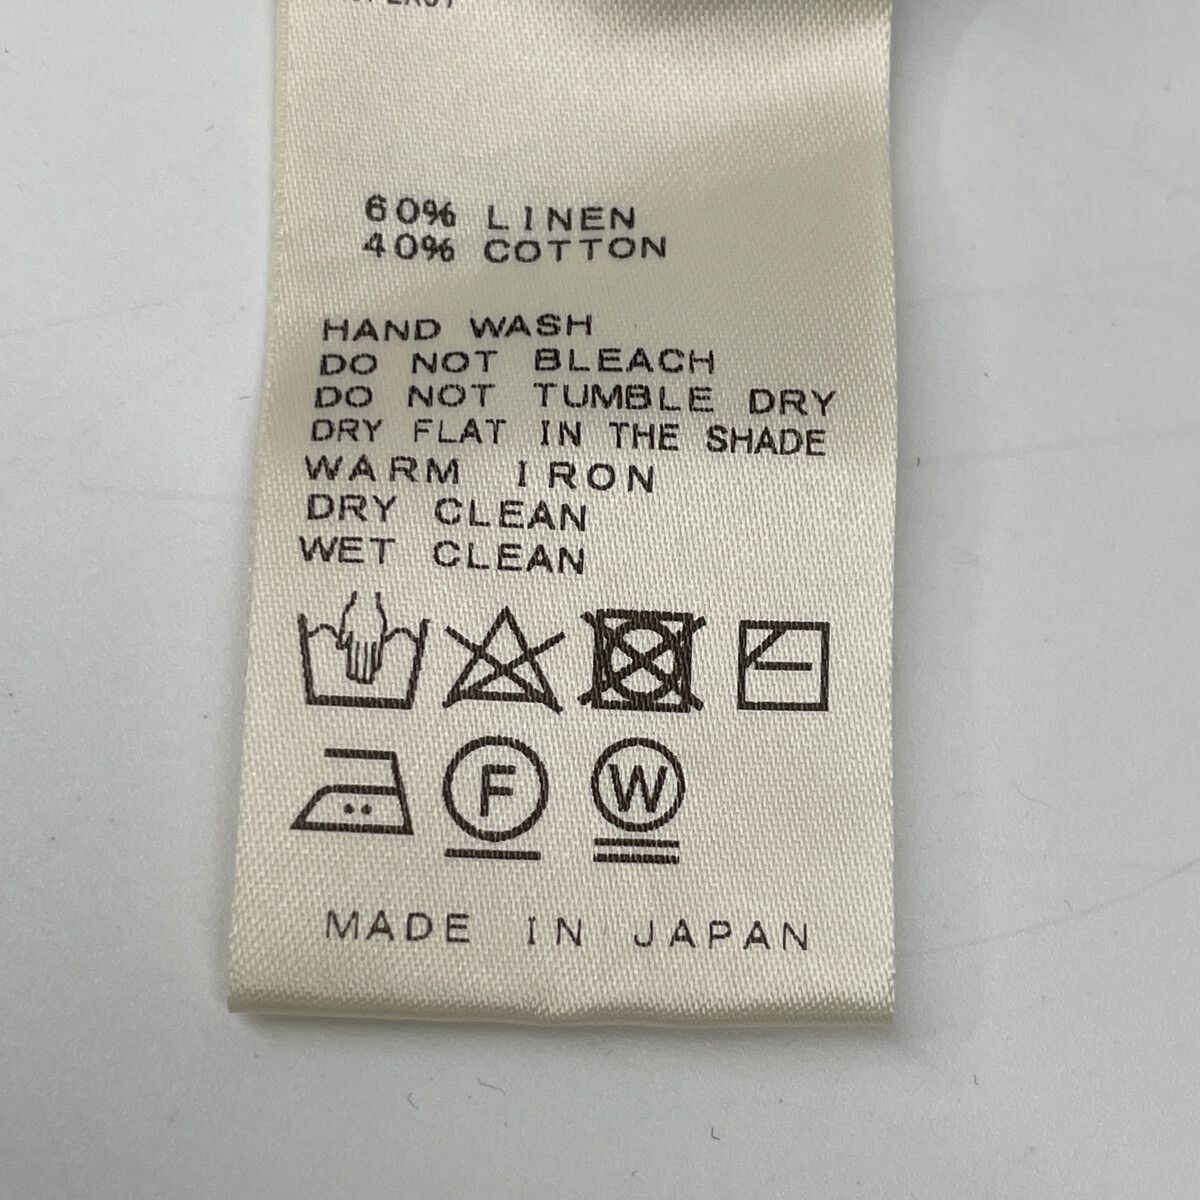 60% LINEN
40% COTTON
HAND WASH
DO NOT BLEACH
DO NOT TUMBLE DRY
DRY FLAT IN THE SHADE
WARM IRON
DRY CLEAN
WET CLEAN
F
W
MADE IN JAPAN